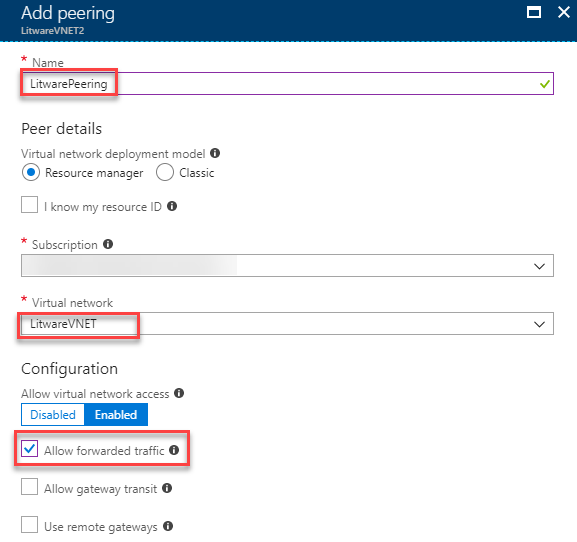 Add peering
LitwareVNET2
* Name
LitwarePeering
Peer details
Virtual network deployment model
Resource manager Classic
I know my resource ID
* Subscription
* Virtual network
LitwareVNET
Configuration
Allow virtual network access
Disabled Enabled
Allow forwarded traffic
Allow gateway transit
Use remote gateways